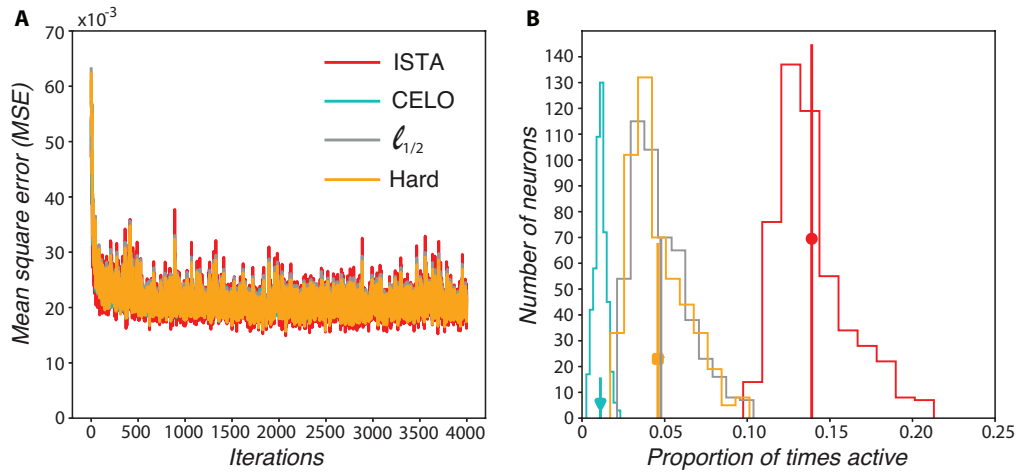 A
x10-3
70
60
50
40
30
20
10
0
Mean square error (MSE)
0 500 1000 1500 2000 2500 3000 3500 4000
Iterations
ISTA
CELO
ℓ1/2
Hard
B
140
130
120
110
100
90
80
70
60
50
40
30
20
10
0
Number of neurons
0 0.05 0.10 0.15 0.20 0.25
Proportion of times active